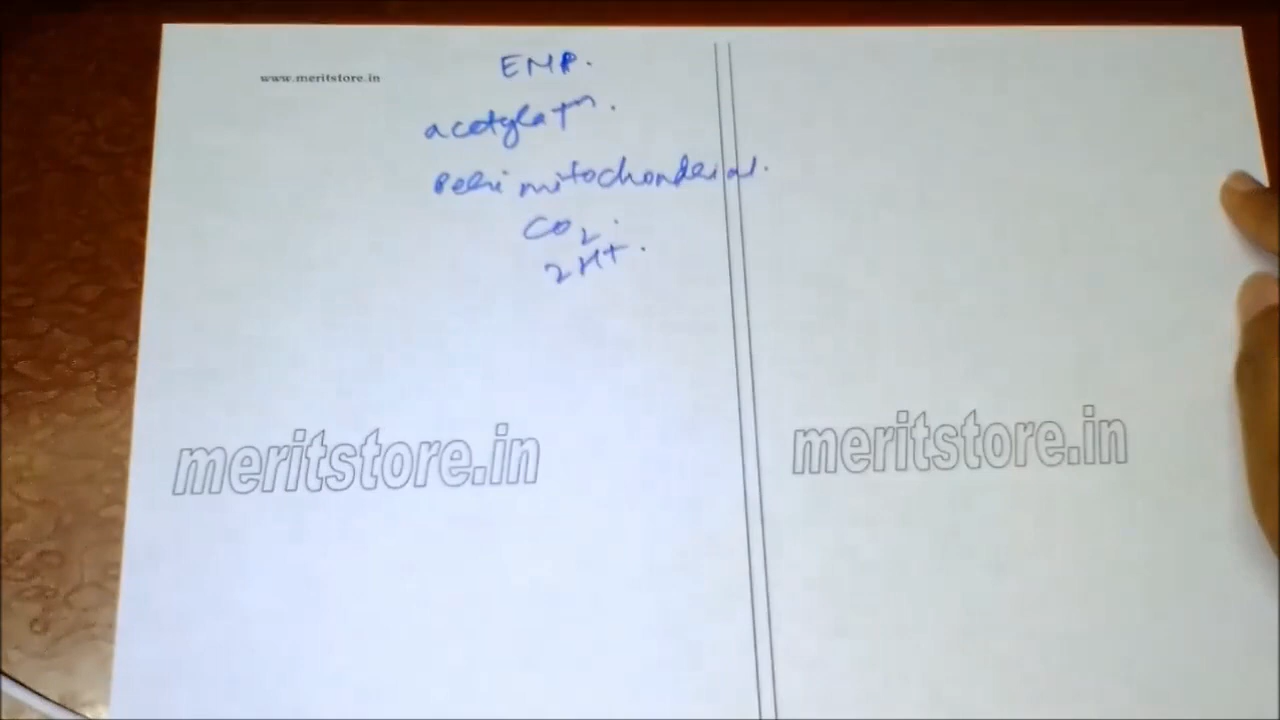 www.meritstore.in
EMP.
acetylatn.
Peri mitochondrial.
CO2.
2H+.
meritstore.in
meritstore.in